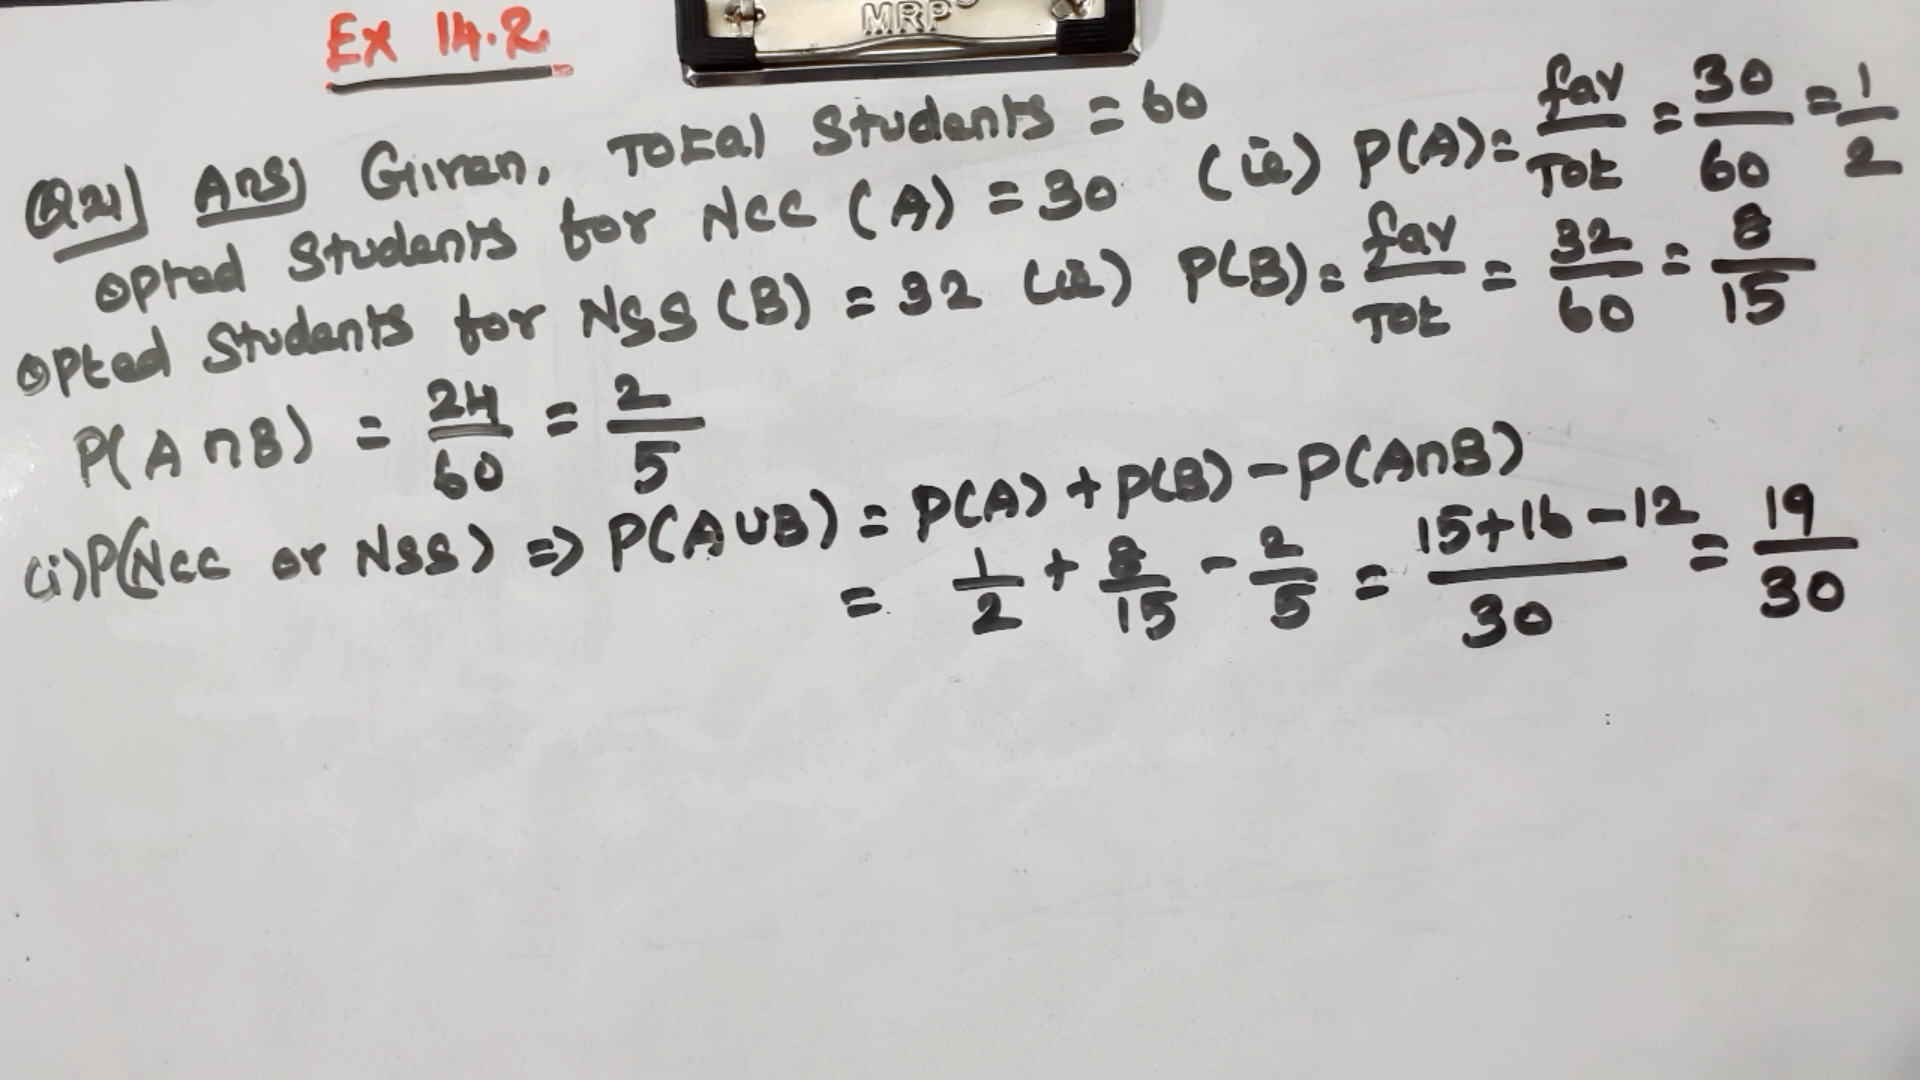 Ex 14.2
MRP
Q21) Ans) Given, Total Students = 60
Opted Students for NCC (A) = 30 (ie) P(A) = fav/Tot = 30/60 = 1/2
Opted Students for NSS (B) = 32 (ie) P(B) = fav/Tot = 32/60 = 8/15
P(A∩B) = 24/60 = 2/5
(i) P(NCC or NSS) => P(A∪B) = P(A) + P(B) - P(A∩B)
= 1/2 + 8/15 - 2/5 = 15+16-12/30 = 19/30